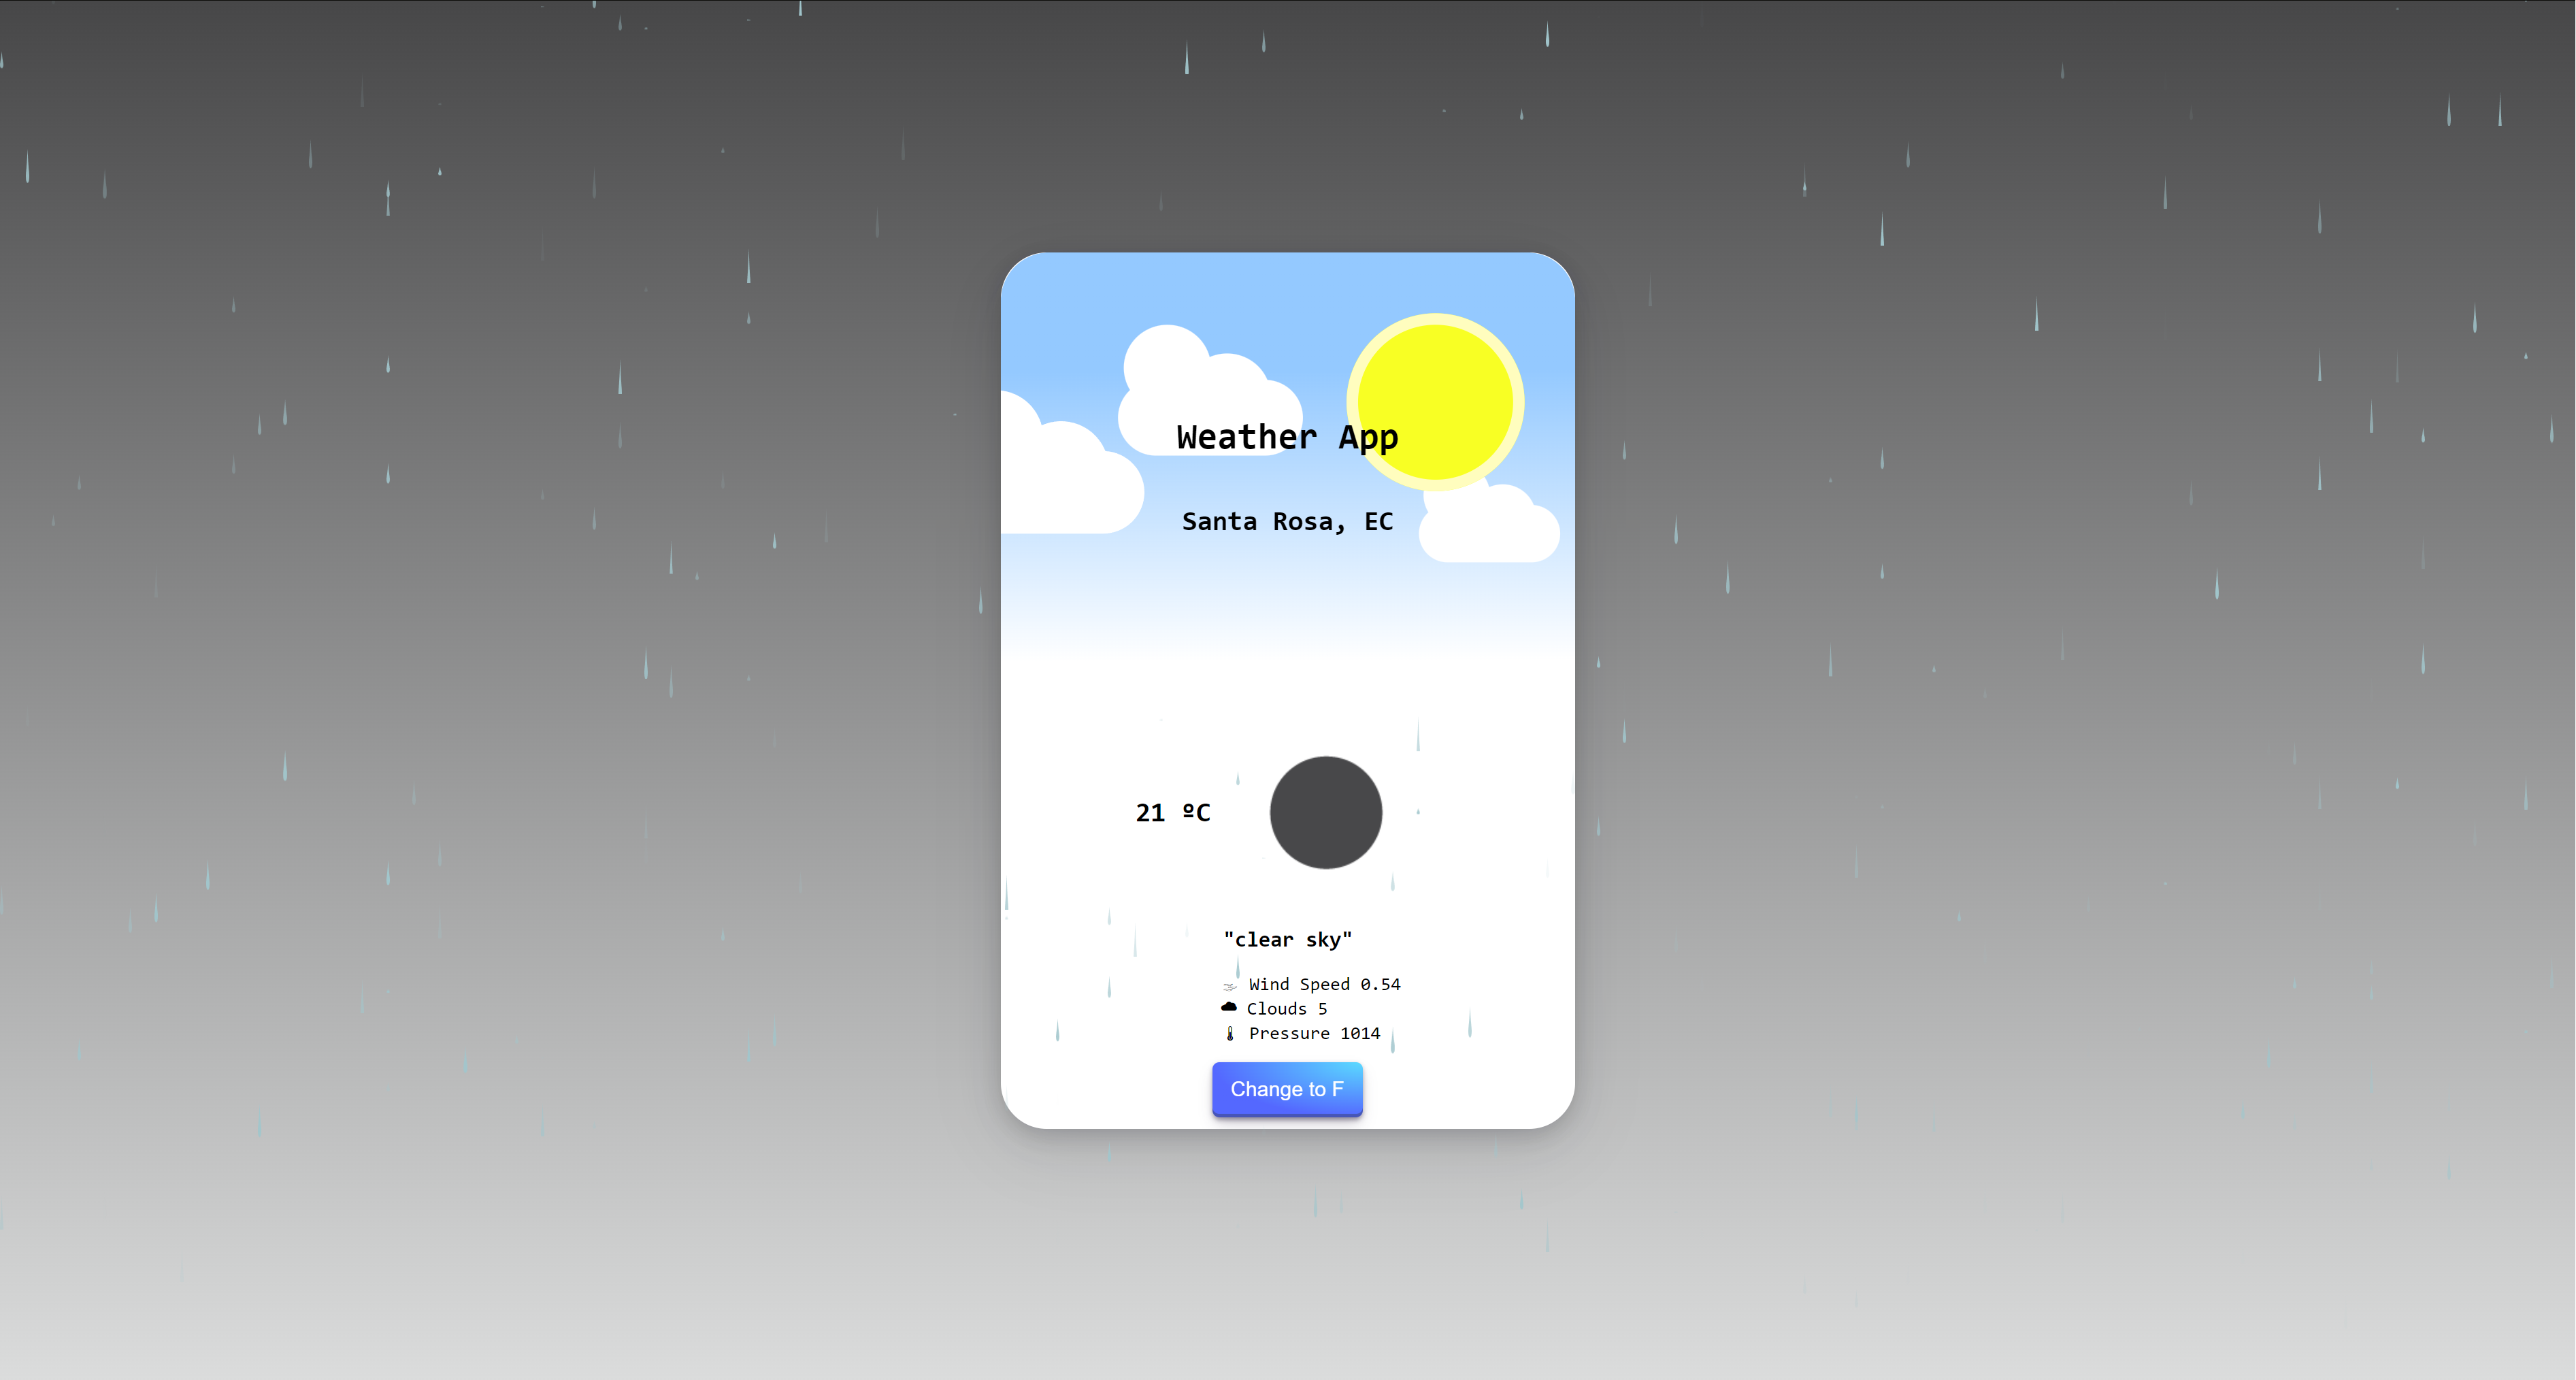 Weather App
Santa Rosa, EC
21 ºC
"clear sky"
Wind Speed 0.54
Clouds 5
Pressure 1014
Change to F